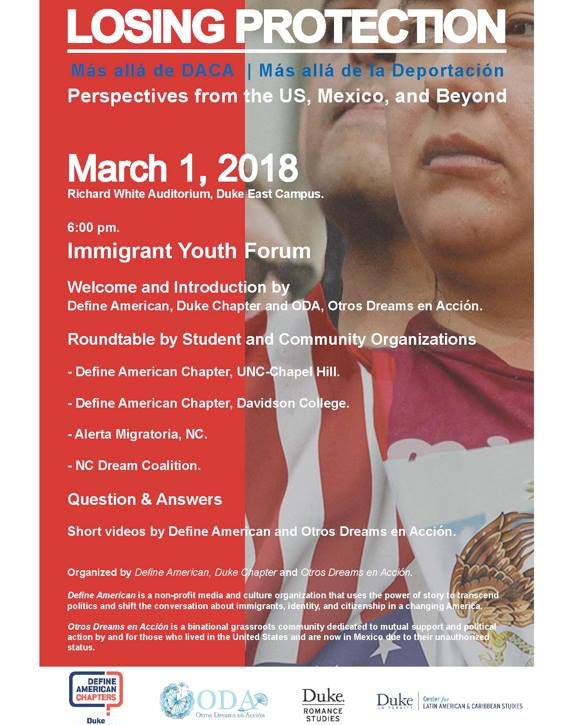 LOSING PROTECTION
Más allá de DACA | Más allá de la Deportación
Perspectives from the US, Mexico, and Beyond
March 1, 2018
Richard White Auditorium, Duke East Campus.
6:00 pm.
Immigrant Youth Forum
Welcome and Introduction by
Define American, Duke Chapter and ODA, Otros Dreams en Acción.
Roundtable by Student and Community Organizations
- Define American Chapter, UNC-Chapel Hill.
- Define American Chapter, Davidson College.
- Alerta Migratoria, NC.
- NC Dream Coalition.
Question & Answers
Short videos by Define American and Otros Dreams en Acción.
Organized by Define American, Duke Chapter and Otros Dreams en Acción.
Define American is a non-profit media and culture organization that uses the power of story to transcend
politics and shift the conversation about immigrants, identity, and citizenship in a changing America.
Otros Dreams en Acción is a binational grassroots community dedicated to mutual support and political
action by and for those who lived in the United States and are now in Mexico due to their unauthorized
status.
DEFINE
AMERICAN
CHAPTERS
Duke
ODA
Otros Dreams en Acción
Duke
ROMANCE
STUDIES
Duke
Center for
LATIN AMERICAN & CARIBBEAN STUDIES